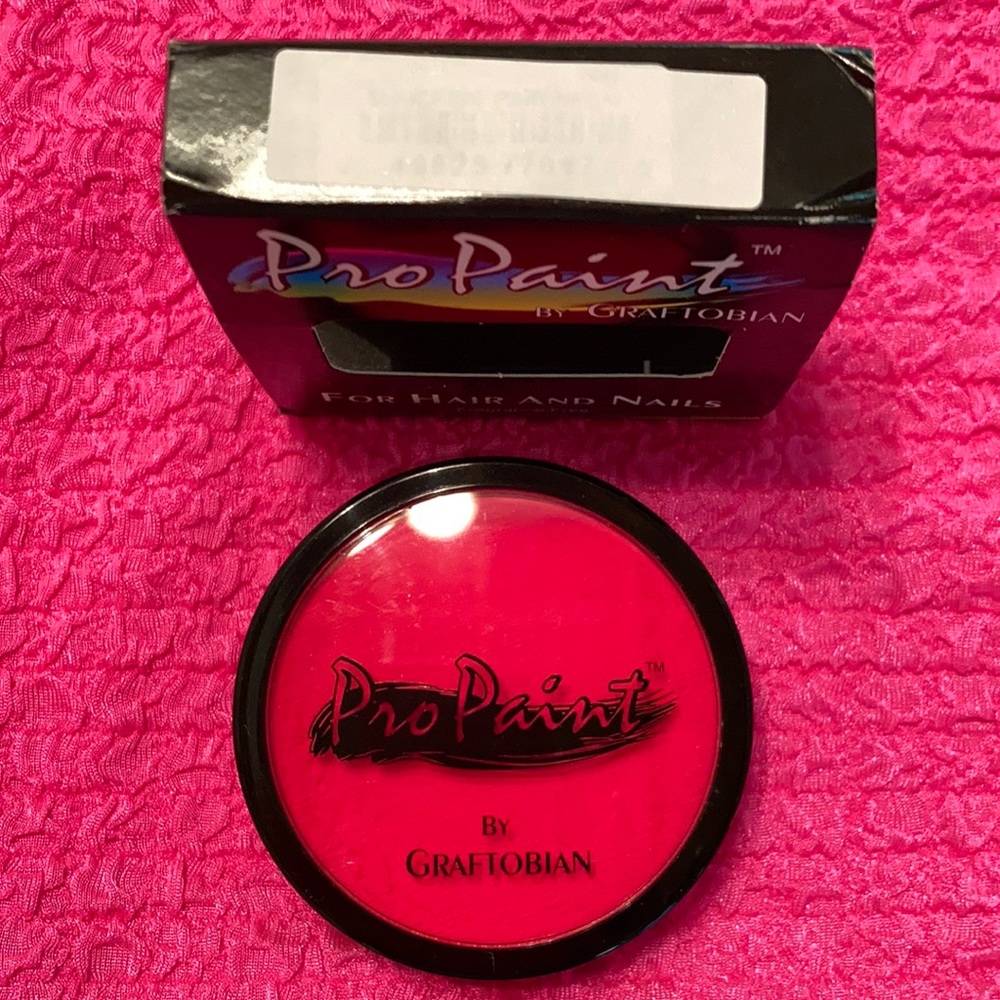 ProPaint™
BY GRAFTOBIAN
FOR HAIR AND NAILS
ProPaint™
BY
GRAFTOBIAN